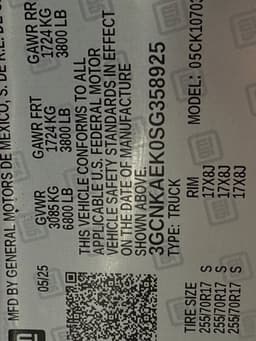 MFD BY GENERAL MOTORS DE MEXICO, S. DE R.L. DE
05/25 GVWR GAWR FRT GAWR RR
3085 KG 1724 KG 1724 KG
6800 LB 3800 LB 3800 LB
THIS VEHICLE CONFORMS TO ALL
APPLICABLE U.S. FEDERAL MOTOR
VEHICLE SAFETY STANDARDS IN EFFECT
ON THE DATE OF MANUFACTURE
SHOWN ABOVE.
3GCNKAEK0SG358925
TYPE: TRUCK MODEL: 05CK10703
TIRE SIZE RIM
255/70R17 S 17X8J
255/70R17 S 17X8J
255/70R17 S 17X8J